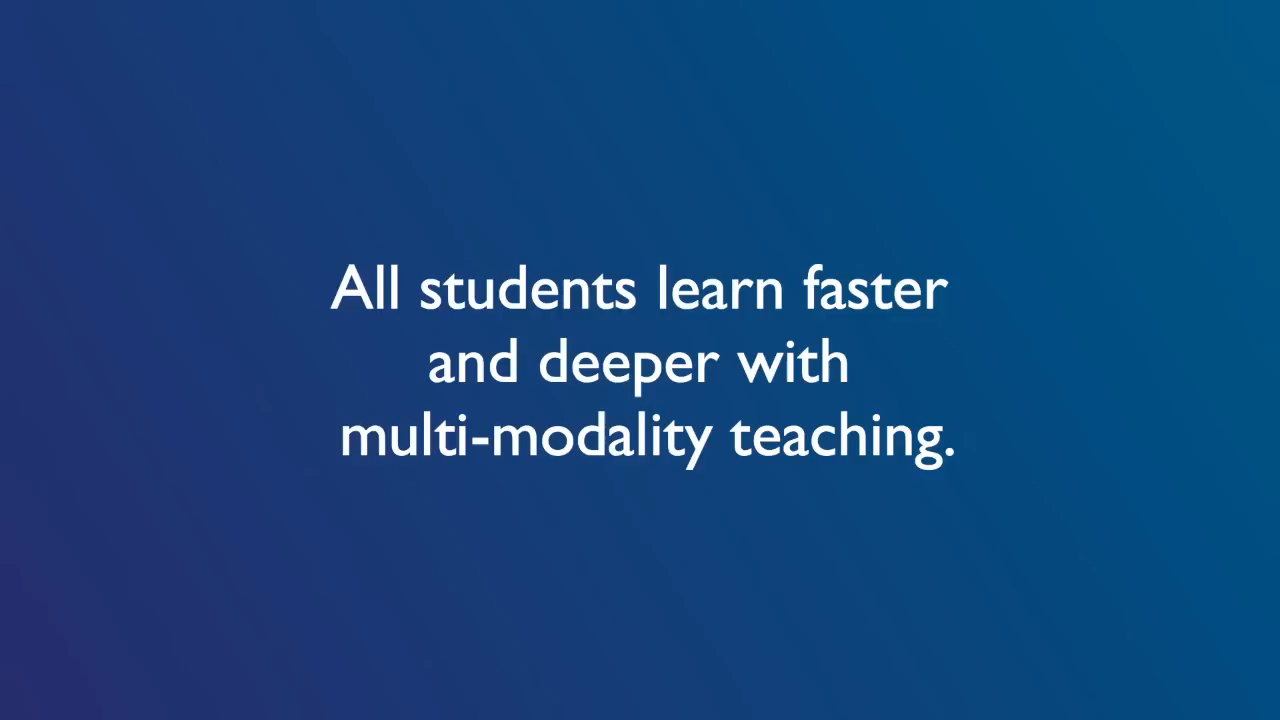 All students learn faster
and deeper with
multi-modality teaching.